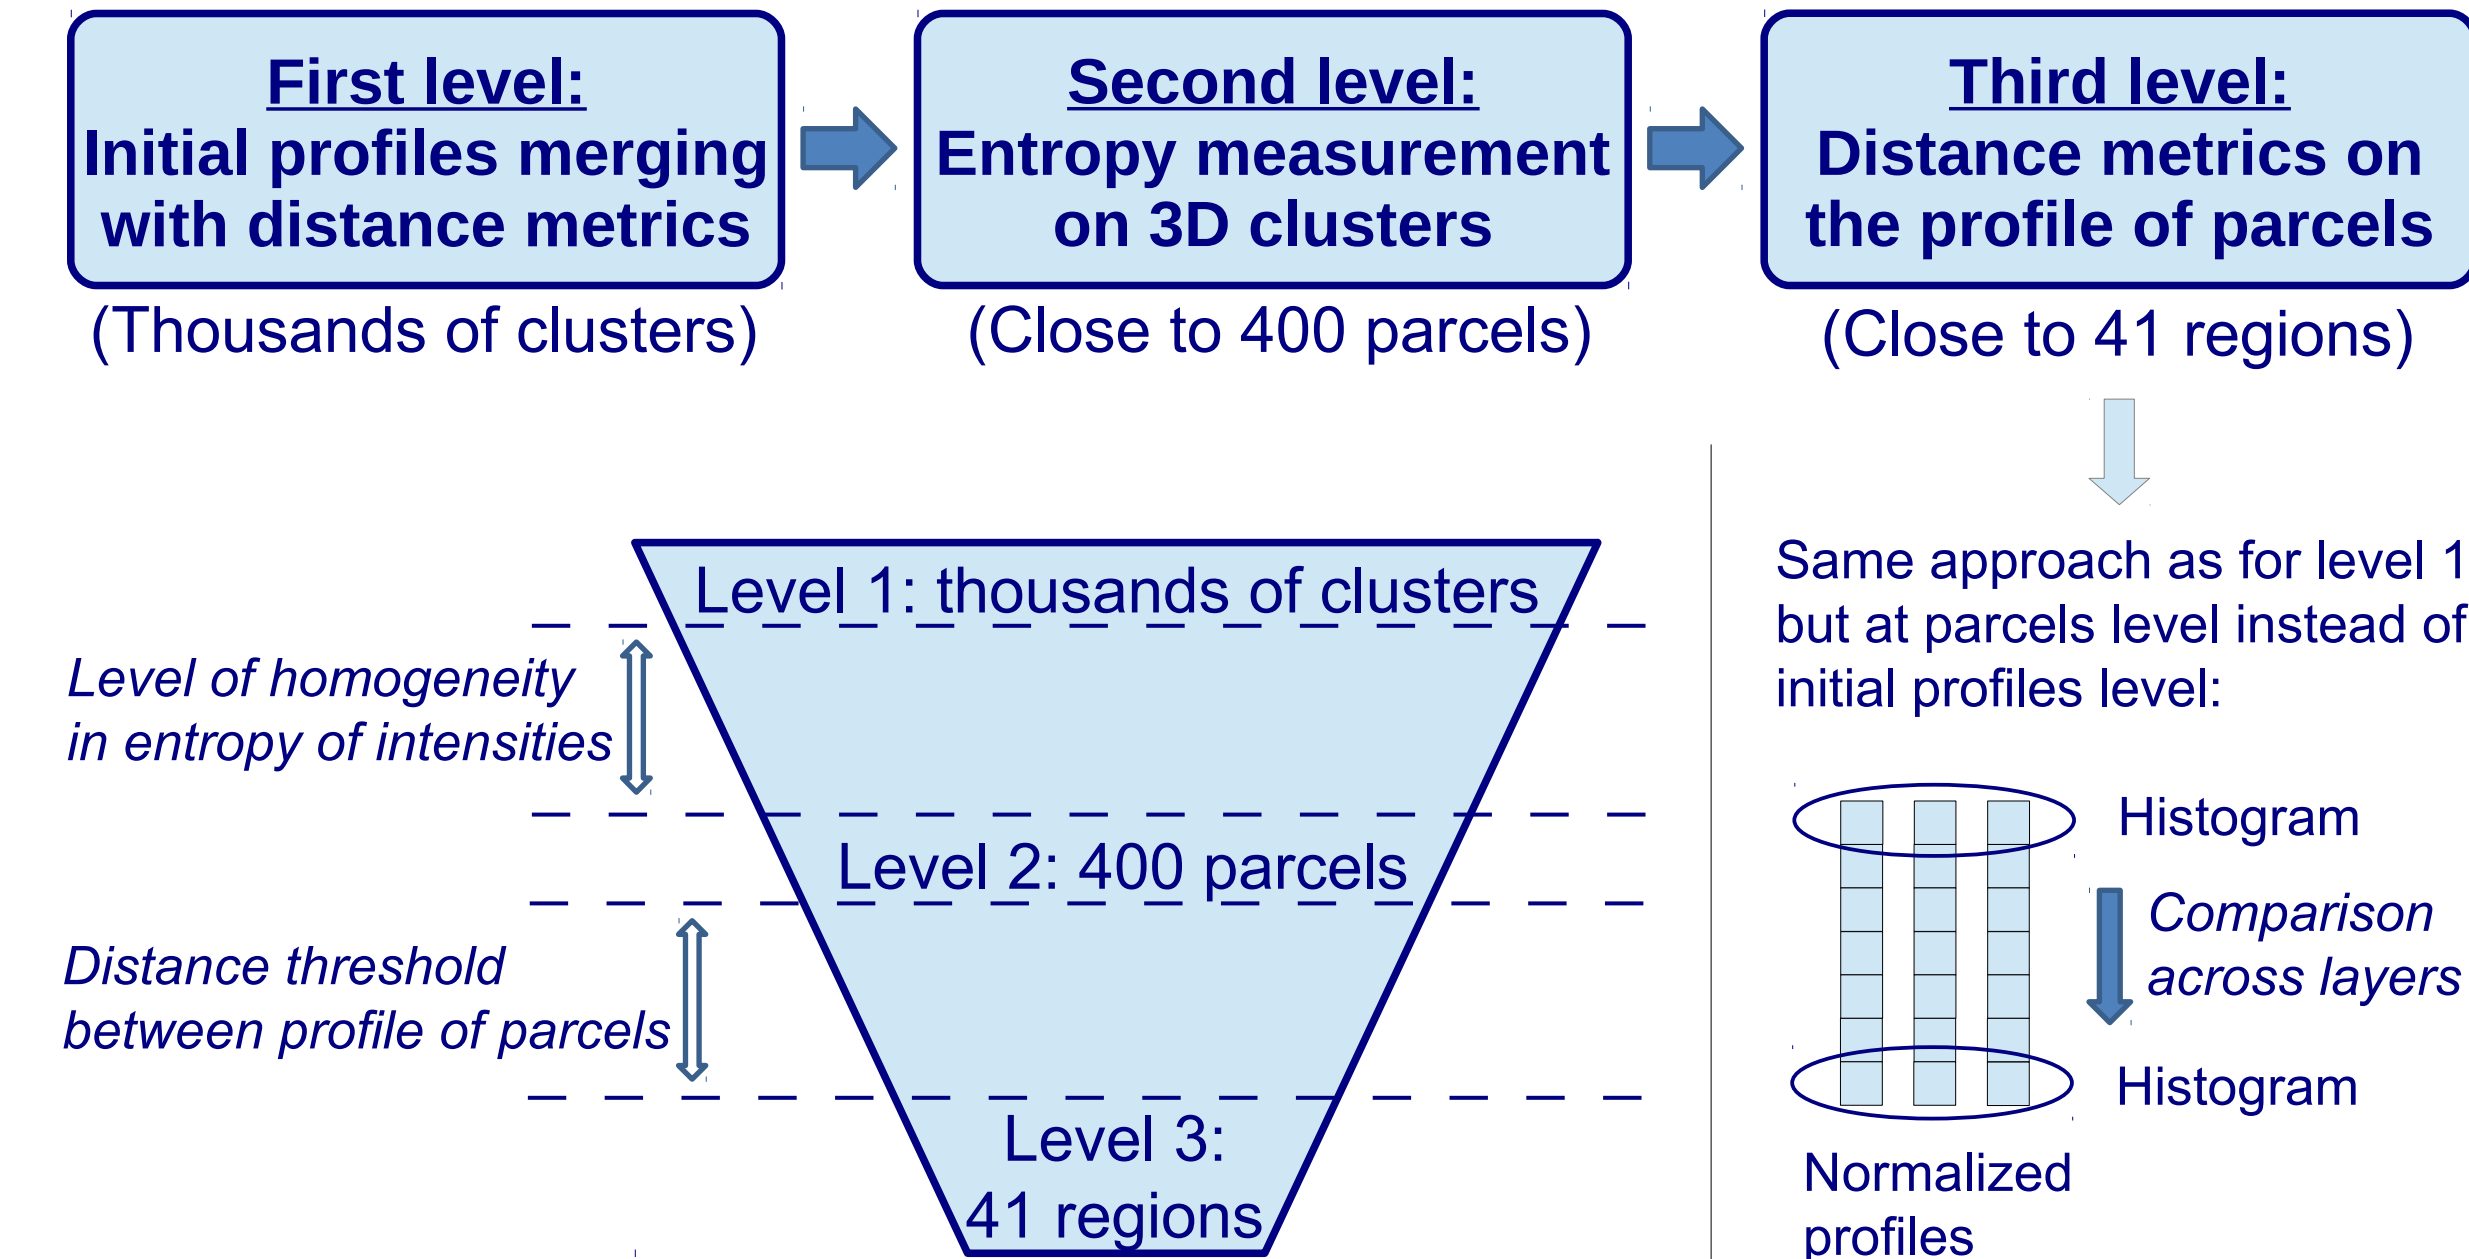 First level:
Initial profiles merging
with distance metrics
(Thousands of clusters)
Second level:
Entropy measurement
on 3D clusters
(Close to 400 parcels)
Third level:
Distance metrics on
the profile of parcels
(Close to 41 regions)
Level 1: thousands of clusters
Level of homogeneity
in entropy of intensities
Level 2: 400 parcels
Distance threshold
between profile of parcels
Level 3:
41 regions
Same approach as for level 1
but at parcels level instead of
initial profiles level:
Histogram
Comparison
across layers
Histogram
Normalized
profiles